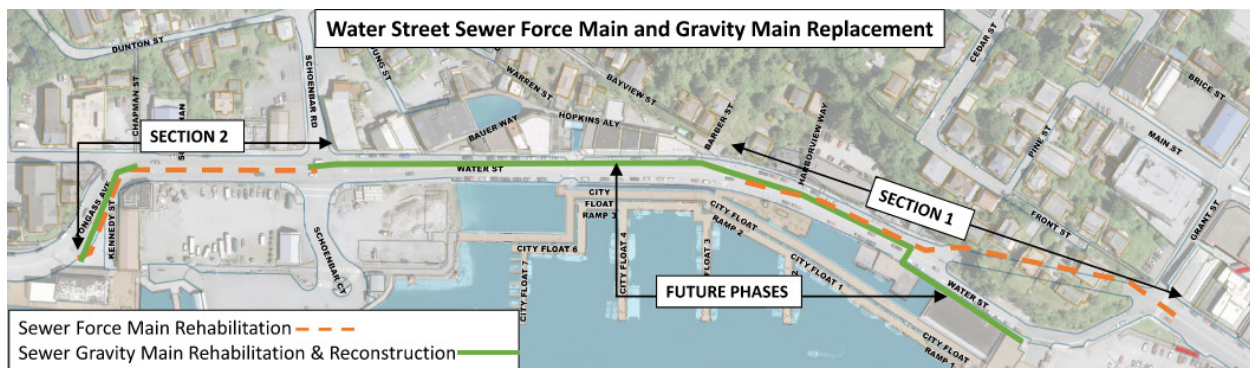 Water Street Sewer Force Main and Gravity Main Replacement
DUNTON ST
CHAPMAN ST
SCHOENBAR RD
YOUNG ST
WARREN ST
BAYVIEW ST
CEDAR ST
BRICE ST
MAIN ST
PINE ST
SECTION 2
BAUER WAY
HOPKINS ALY
BARBER ST
HARBORVIEW WAY
SECTION 1
FRONT ST
GRANT ST
TONGASS AVE
KENNEDY ST
WATER ST
SCHOENBAR CT
CITY FLOAT
RAMP 3
CITY FLOAT
RAMP 2
CITY FLOAT 6
CITY FLOAT 7
CITY FLOAT 4
CITY FLOAT 3
CITY FLOAT 1
WATER ST
FUTURE PHASES
CITY FLOAT
RAMP 1
Sewer Force Main Rehabilitation
Sewer Gravity Main Rehabilitation & Reconstruction